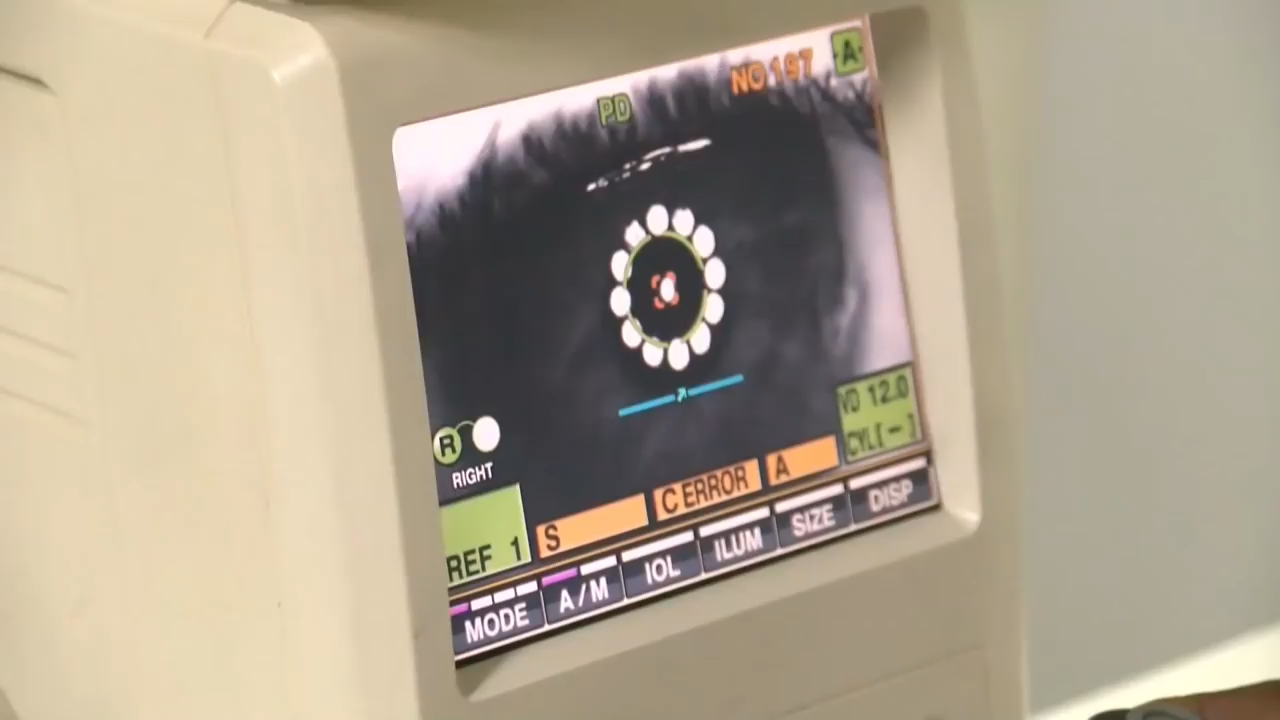 NO 197 A
PD
R
RIGHT
VD 12.0
CYL[-]
REF 1
S C ERROR A
MODE A/M IOL ILUM SIZE DISP